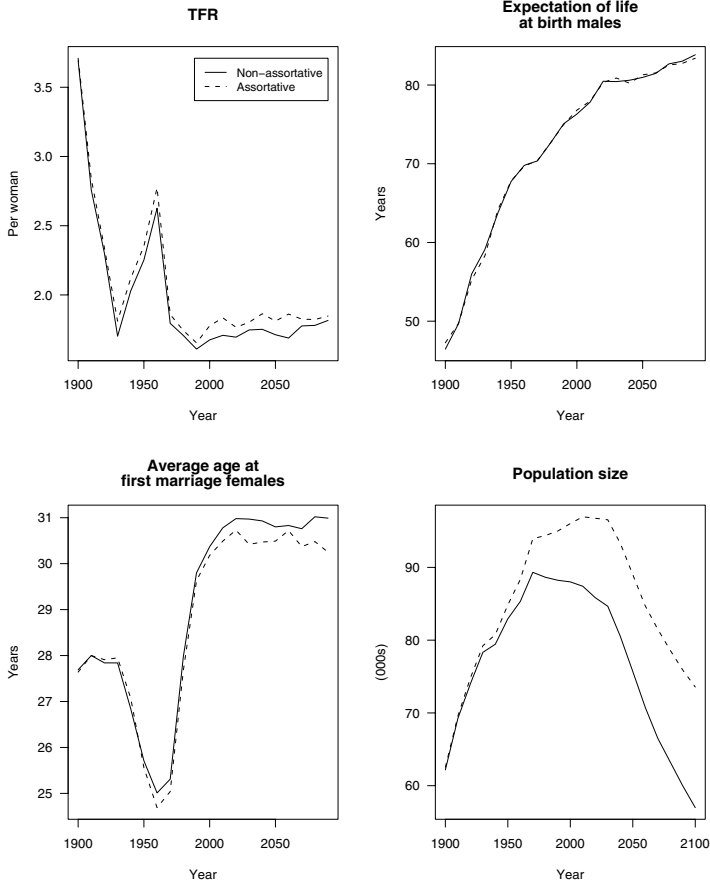 TFR
Non−assortative
Assortative
3.5
3.0
2.5
2.0
Per woman
1900
1950
2000
2050
Year
Expectation of life
at birth males
80
70
60
50
Years
1900
1950
2000
2050
Year
Average age at
first marriage females
31
30
29
28
27
26
25
Years
1900
1950
2000
2050
Year
Population size
90
80
70
60
(000s)
1900
1950
2000
2050
2100
Year